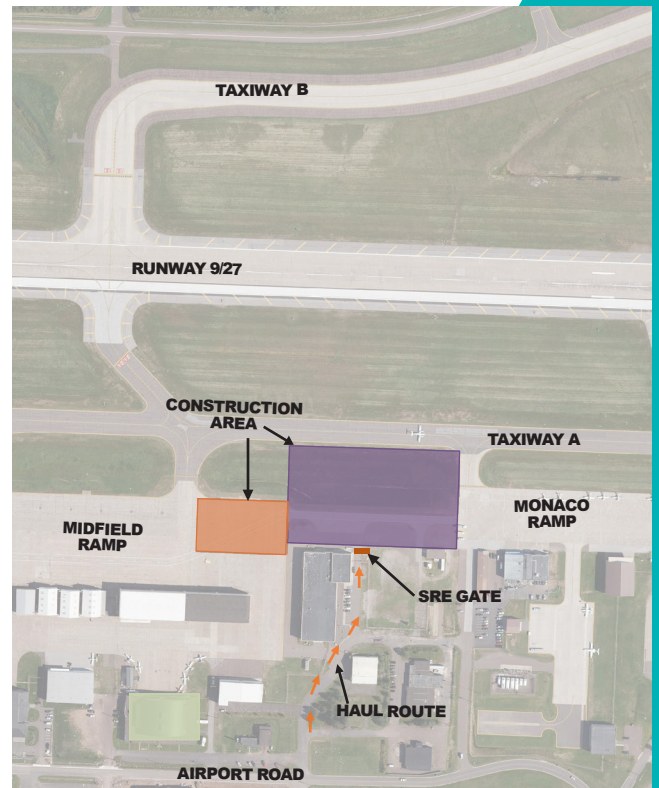 TAXIWAY B
RUNWAY 9/27
CONSTRUCTION
AREA
TAXIWAY A
MIDFIELD
RAMP
MONACO
RAMP
SRE GATE
HAUL ROUTE
AIRPORT ROAD